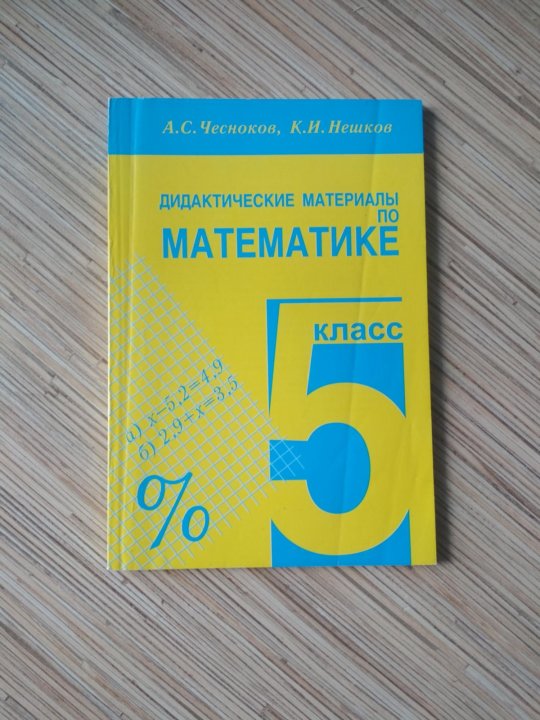 А.С. Чесноков, К.И. Нешков
ДИДАКТИЧЕСКИЕ МАТЕРИАЛЫ
ПО
МАТЕМАТИКЕ
класс
5
а) x−5,2=4,9
б) 2,9+x=3,5
%